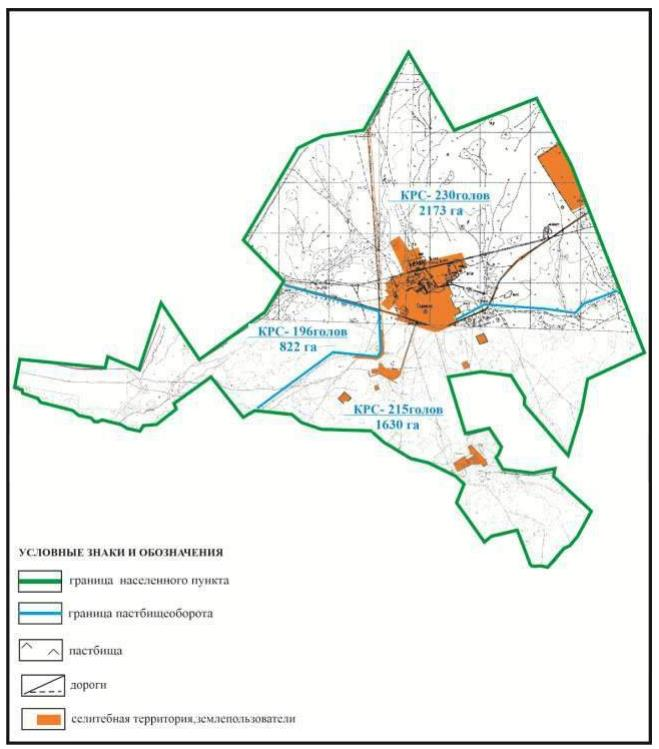 КРС- 230голов
2173 га
КРС- 196голов
822 га
КРС- 215голов
1630 га
УСЛОВНЫЕ ЗНАКИ И ОБОЗНАЧЕНИЯ
граница населенного пункта
граница пастбищеоборота
пастбища
дороги
селитебная территория,землепользователи